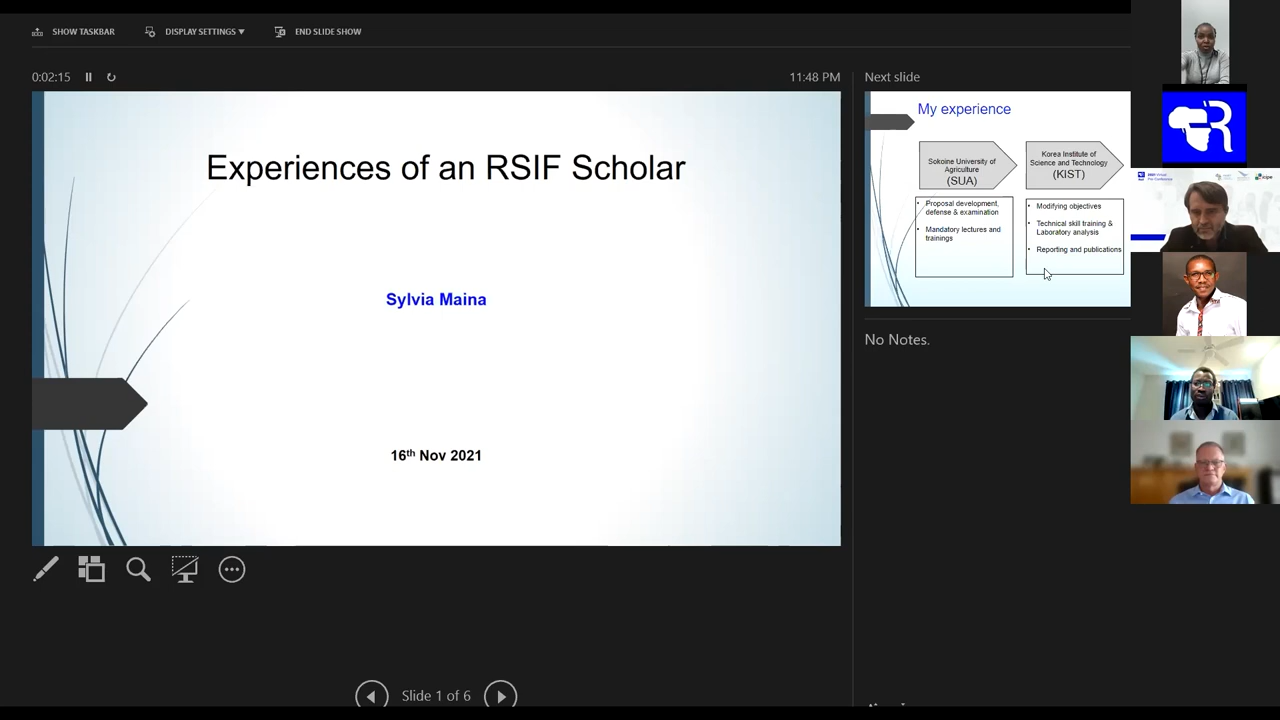 SHOW TASKBAR
DISPLAY SETTINGS
END SLIDE SHOW
0:02:15
11:48 PM
Experiences of an RSIF Scholar
Sylvia Maina
16th Nov 2021
Slide 1 of 6
Next slide
My experience
Sokoine University of
Agriculture
(SUA)
Korea Institute of
Science and Technology
(KIST)
• Proposal development,
defense & examination
• Mandatory lectures and
trainings
• Modifying objectives
• Technical skill training &
Laboratory analysis
• Reporting and publications
No Notes.
R
icipe